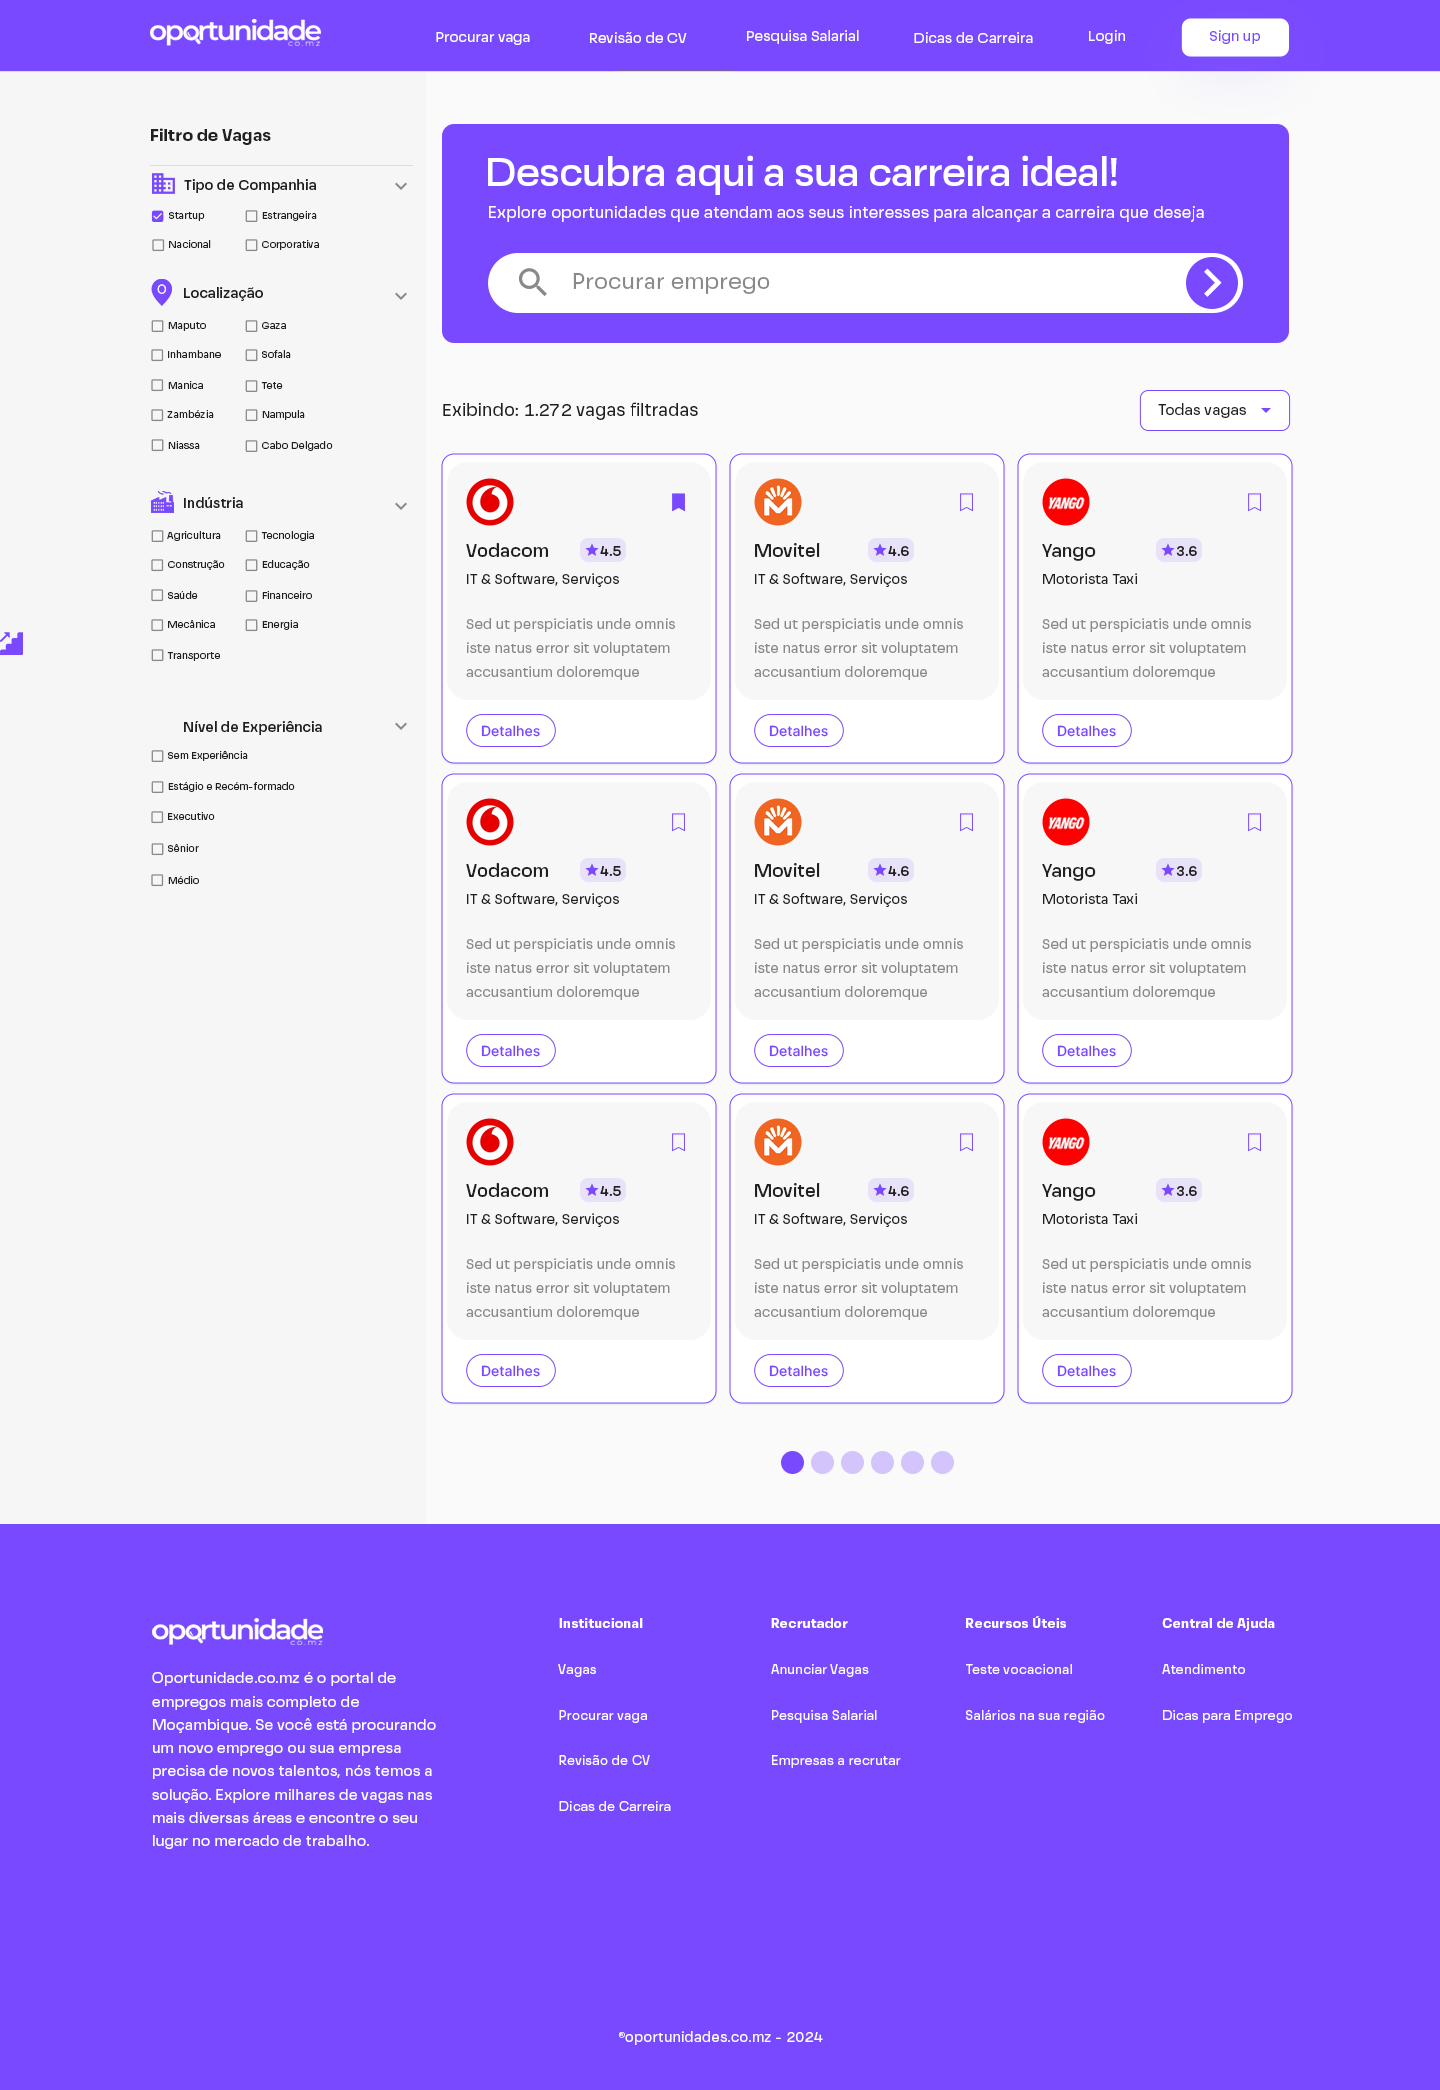 oportunidade
co.mz
Procurar vaga
Revisão de CV
Pesquisa Salarial
Dicas de Carreira
Login
Sign up
Filtro de Vagas
Tipo de Companhia
Startup
Estrangeira
Nacional
Corporativa
Localização
Maputo
Gaza
Inhambane
Sofala
Manica
Tete
Zambézia
Nampula
Niassa
Cabo Delgado
Indústria
Agricultura
Tecnologia
Construção
Educação
Saúde
Financeiro
Mecânica
Energia
Transporte
Nível de Experiência
Sem Experiência
Estágio e Recém-formado
Executivo
Sênior
Médio
Descubra aqui a sua carreira ideal!
Explore oportunidades que atendam aos seus interesses para alcançar a carreira que deseja
Procurar emprego
Exibindo: 1.272 vagas filtradas
Todas vagas
Vodacom
4.5
IT & Software, Serviços
Sed ut perspiciatis unde omnis
iste natus error sit voluptatem
accusantium doloremque
Detalhes
M
Movitel
4.6
IT & Software, Serviços
Sed ut perspiciatis unde omnis
iste natus error sit voluptatem
accusantium doloremque
Detalhes
YANGO
Yango
3.6
Motorista Taxi
Sed ut perspiciatis unde omnis
iste natus error sit voluptatem
accusantium doloremque
Detalhes
Vodacom
4.5
IT & Software, Serviços
Sed ut perspiciatis unde omnis
iste natus error sit voluptatem
accusantium doloremque
Detalhes
M
Movitel
4.6
IT & Software, Serviços
Sed ut perspiciatis unde omnis
iste natus error sit voluptatem
accusantium doloremque
Detalhes
YANGO
Yango
3.6
Motorista Taxi
Sed ut perspiciatis unde omnis
iste natus error sit voluptatem
accusantium doloremque
Detalhes
Vodacom
4.5
IT & Software, Serviços
Sed ut perspiciatis unde omnis
iste natus error sit voluptatem
accusantium doloremque
Detalhes
M
Movitel
4.6
IT & Software, Serviços
Sed ut perspiciatis unde omnis
iste natus error sit voluptatem
accusantium doloremque
Detalhes
YANGO
Yango
3.6
Motorista Taxi
Sed ut perspiciatis unde omnis
iste natus error sit voluptatem
accusantium doloremque
Detalhes
oportunidade
co.mz
Oportunidade.co.mz é o portal de
empregos mais completo de
Moçambique. Se você está procurando
um novo emprego ou sua empresa
precisa de novos talentos, nós temos a
solução. Explore milhares de vagas nas
mais diversas áreas e encontre o seu
lugar no mercado de trabalho.
Institucional
Vagas
Procurar vaga
Revisão de CV
Dicas de Carreira
Recrutador
Anunciar Vagas
Pesquisa Salarial
Empresas a recrutar
Recursos Úteis
Teste vocacional
Salários na sua região
Central de Ajuda
Atendimento
Dicas para Emprego
®oportunidades.co.mz - 2024